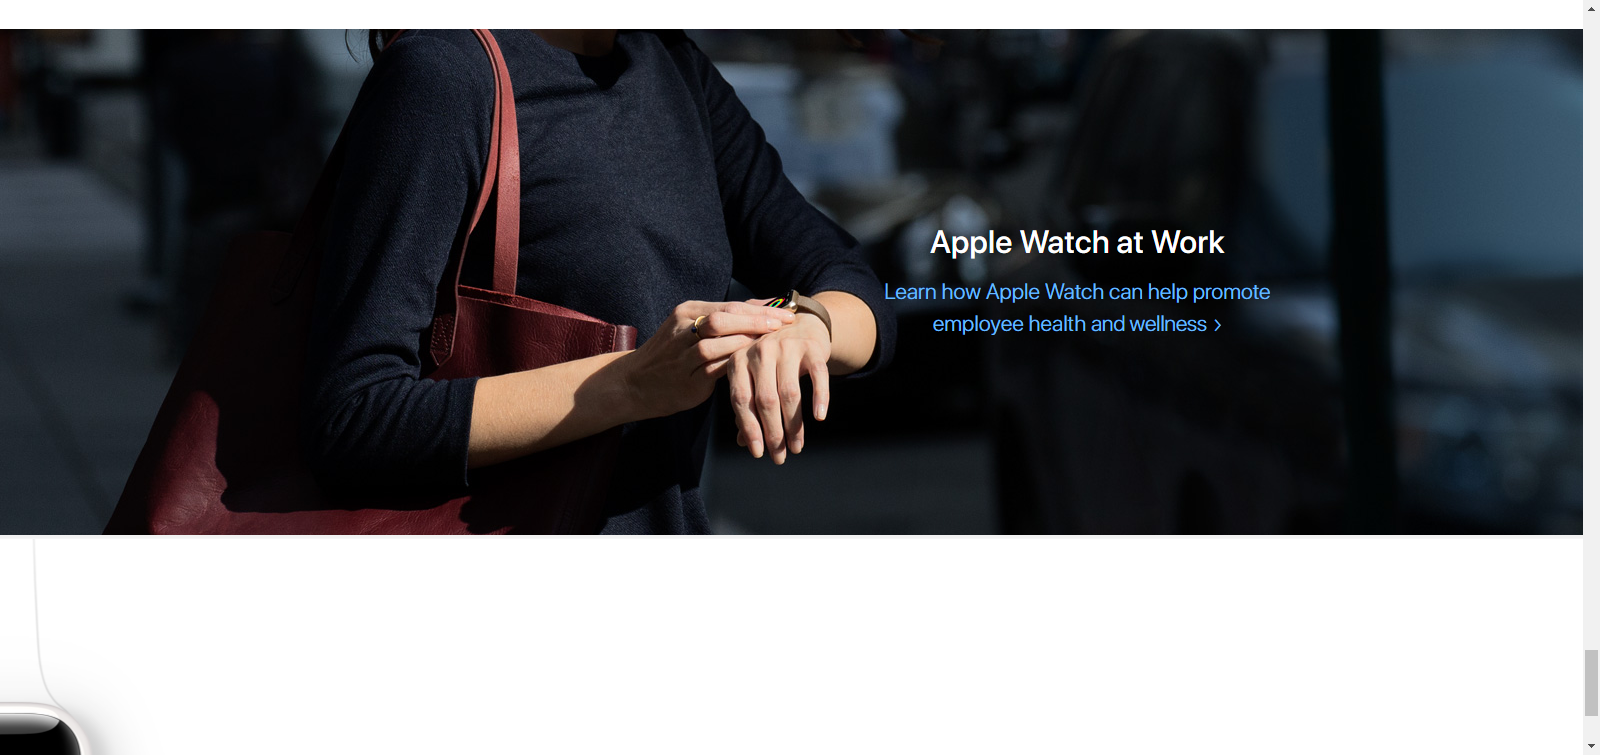 Apple Watch at Work
Learn how Apple Watch can help promote
employee health and wellness >